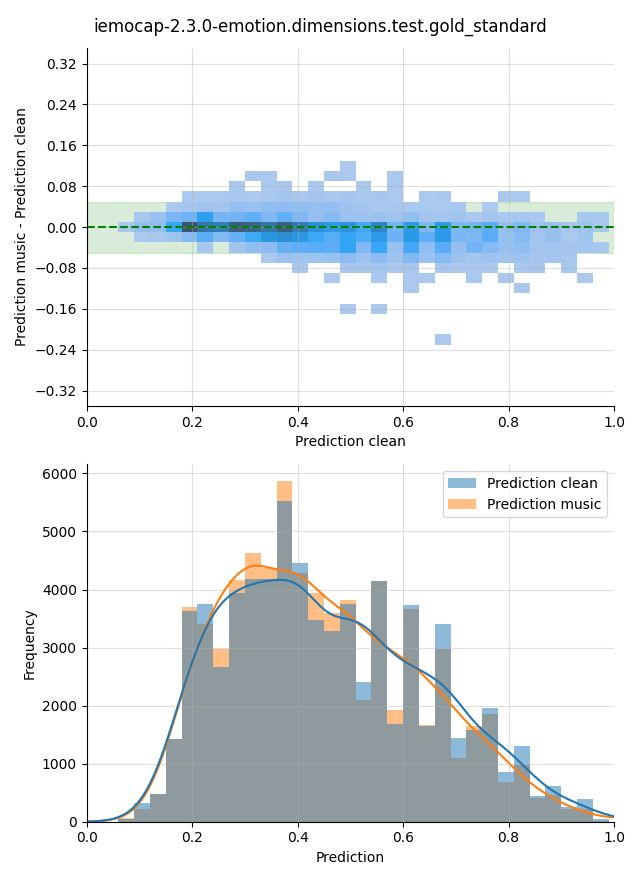 iemocap-2.3.0-emotion.dimensions.test.gold_standard
0.32
0.24
0.16
0.08
0.00
−0.08
−0.16
−0.24
−0.32
Prediction music - Prediction clean
0.0 0.2 0.4 0.6 0.8 1.0
Prediction clean
6000
5000
4000
3000
2000
1000
0
Frequency
Prediction clean
Prediction music
0.0 0.2 0.4 0.6 0.8 1.0
Prediction